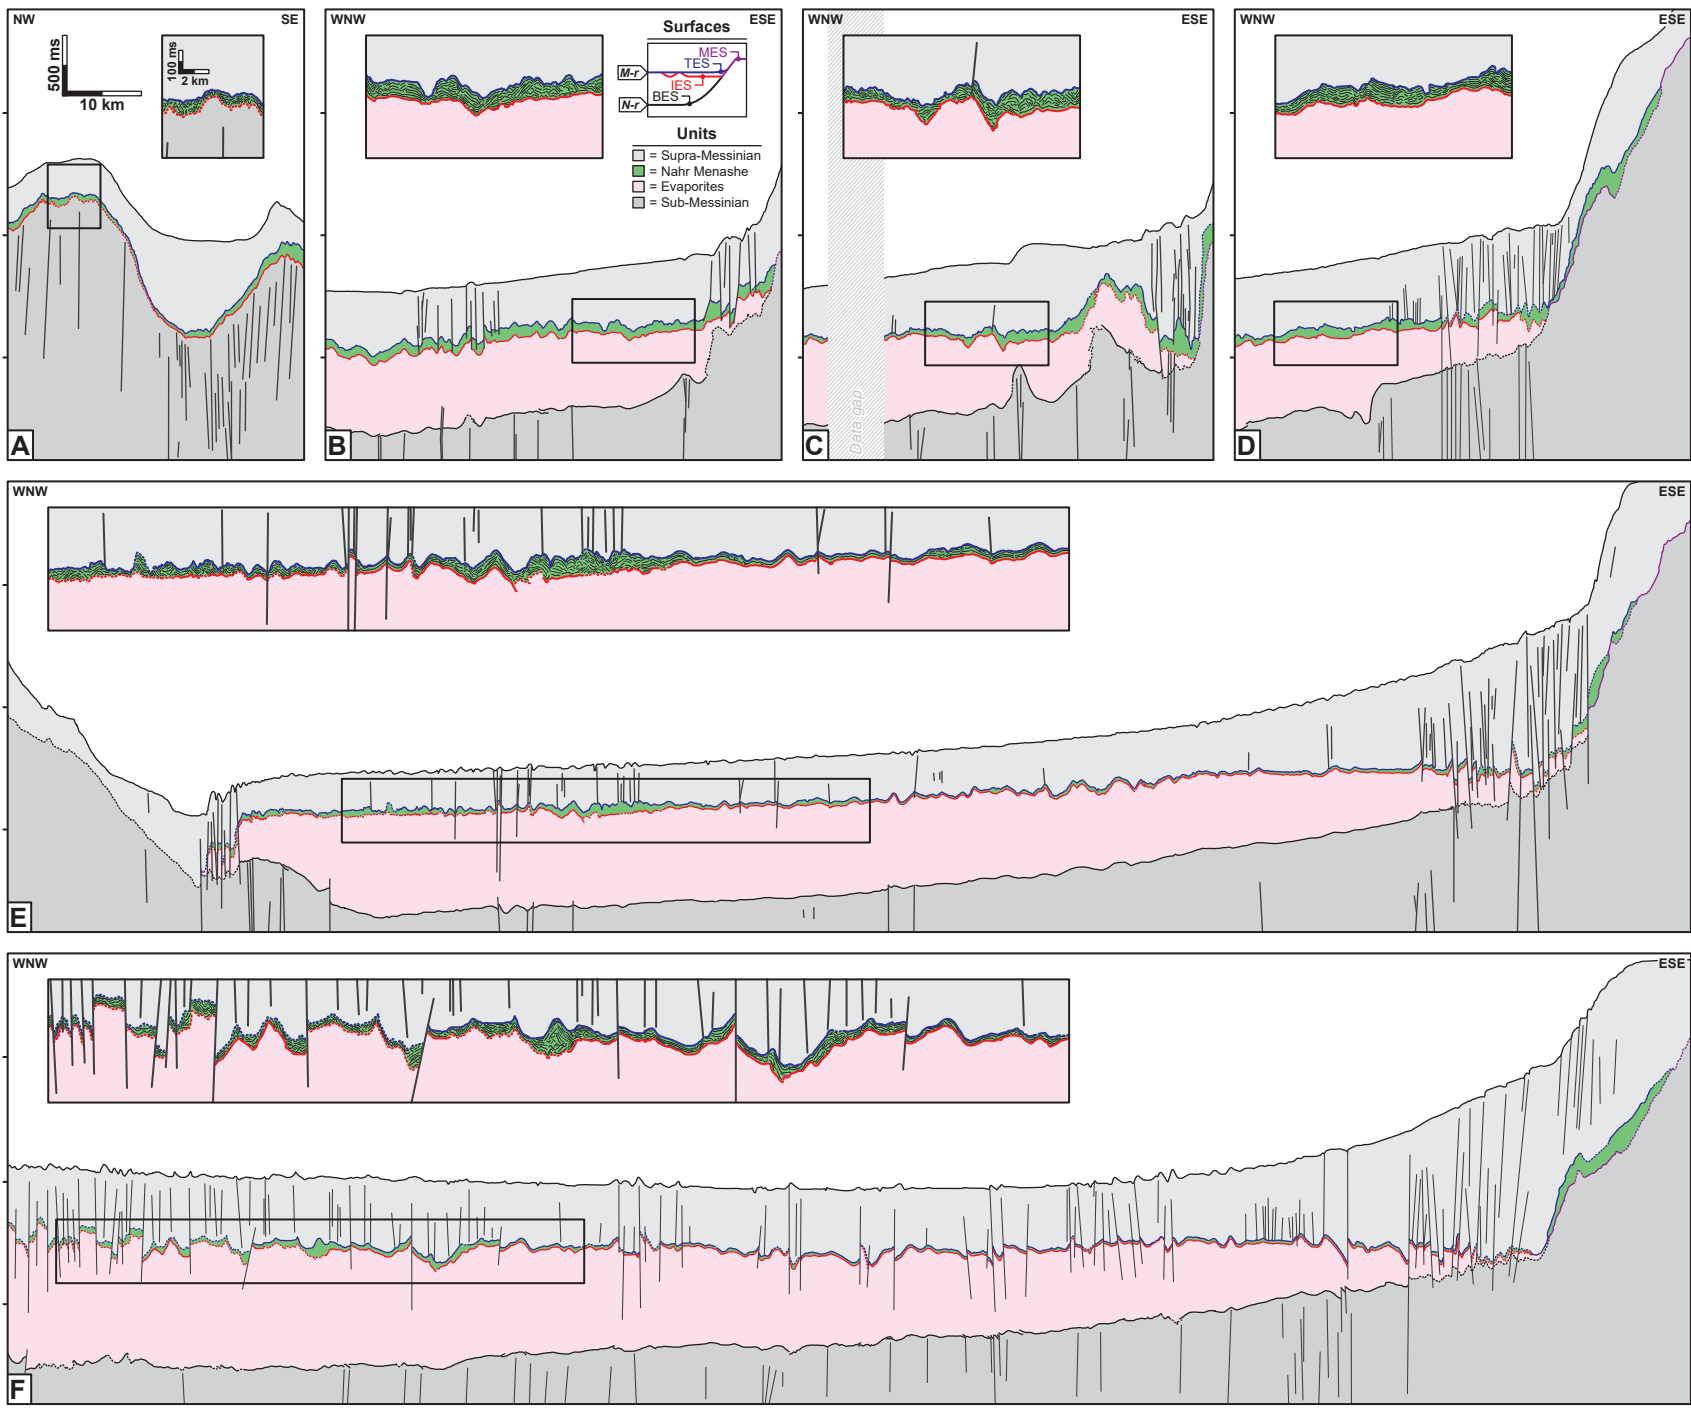 NW SE
500 ms
10 km
100 ms
2 km
A
WNW ESE
Surfaces
MES
TES
M-r
IES
BES
N-r
Units
= Supra-Messinian
= Nahr Menashe
= Evaporites
= Sub-Messinian
B
WNW ESE
Data gap
C
WNW ESE
D
WNW ESE
E
WNW ESE
F